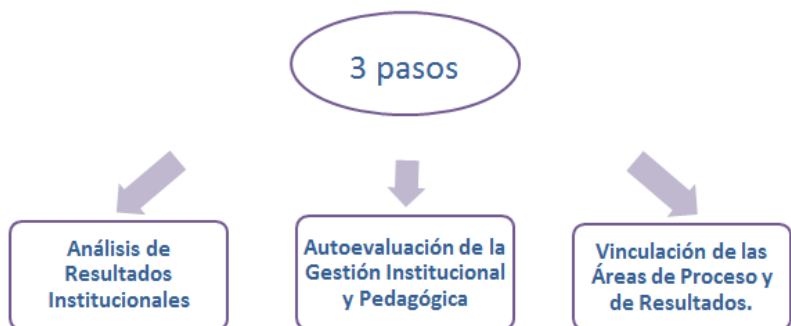 3 pasos
Análisis de
Resultados
Institucionales
Autoevaluación de la
Gestión Institucional
y Pedagógica
Vinculación de las
Áreas de Proceso y
de Resultados.